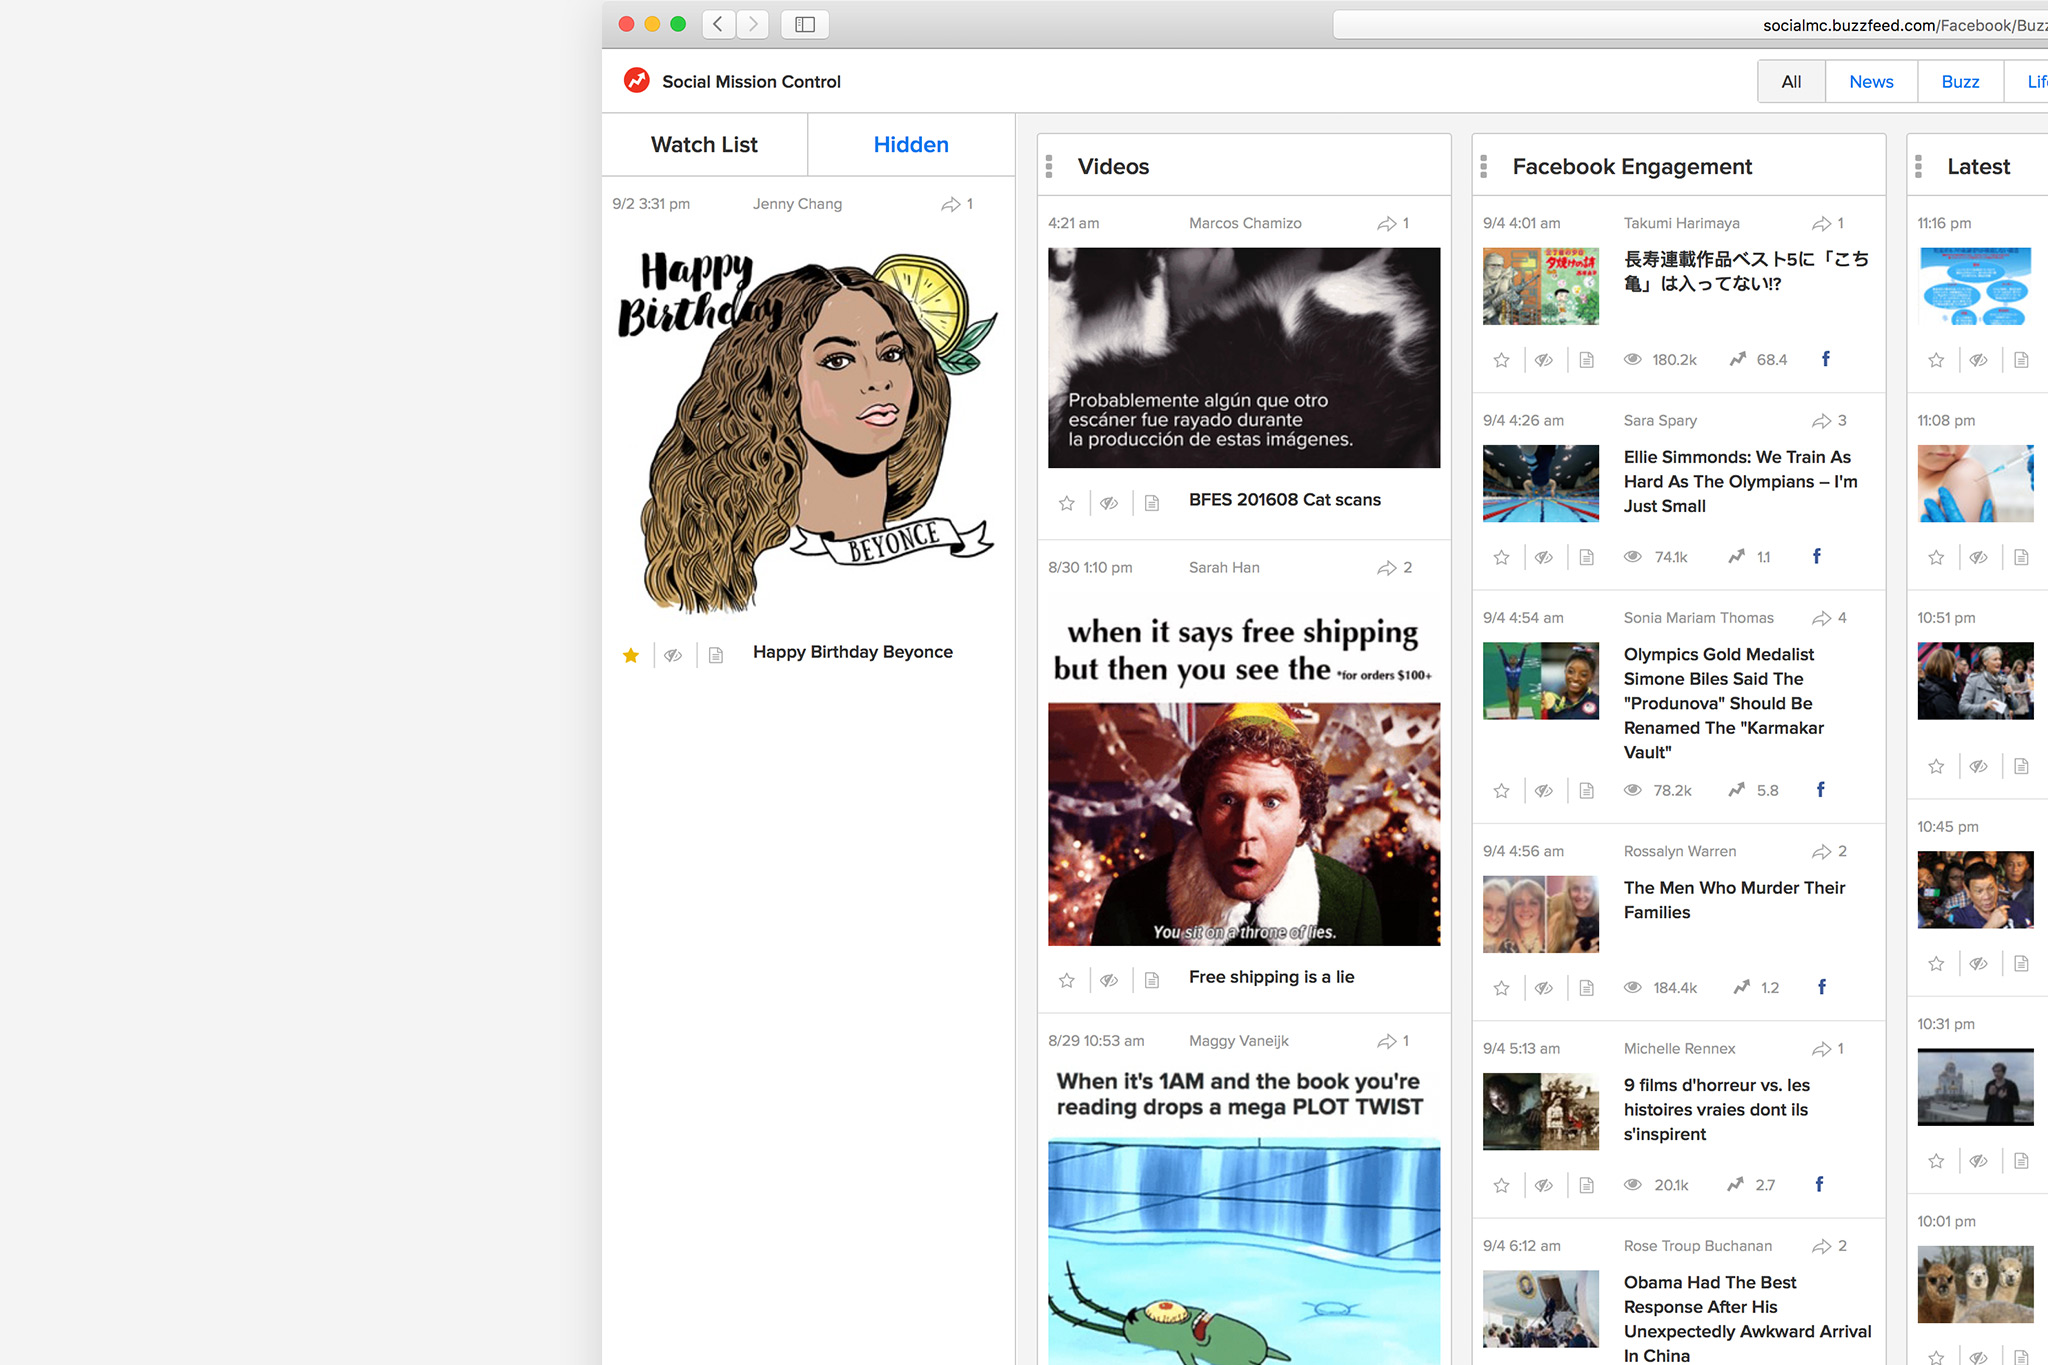 socialmc.buzzfeed.com/Facebook/Buzz
Social Mission Control
All
News
Buzz
Watch List
Hidden
9/2 3:31 pm
Jenny Chang
1
Happy
Birthday
BEYONCE
Happy Birthday Beyonce
Videos
4:21 am
Marcos Chamizo
1
Probablemente algún que otro
escáner fue rayado durante
la producción de estas imágenes.
BFES 201608 Cat scans
8/30 1:10 pm
Sarah Han
2
when it says free shipping
but then you see the *for orders $100+
You sit on a throne of lies.
Free shipping is a lie
8/29 10:53 am
Maggy Vaneijk
1
When it's 1AM and the book you're
reading drops a mega PLOT TWIST
Facebook Engagement
9/4 4:01 am
Takumi Harimaya
1
夕焼けの詩
長寿連載作品ベスト5に「こち
亀」は入ってない!?
180.2k
68.4
9/4 4:26 am
Sara Spary
3
Ellie Simmonds: We Train As
Hard As The Olympians – I'm
Just Small
74.1k
1.1
9/4 4:54 am
Sonia Mariam Thomas
4
Olympics Gold Medalist
Simone Biles Said The
"Produnova" Should Be
Renamed The "Karmakar
Vault"
78.2k
5.8
9/4 4:56 am
Rossalyn Warren
2
The Men Who Murder Their
Families
184.4k
1.2
9/4 5:13 am
Michelle Rennex
1
9 films d'horreur vs. les
histoires vraies dont ils
s'inspirent
20.1k
2.7
9/4 6:12 am
Rose Troup Buchanan
2
Obama Had The Best
Response After His
Unexpectedly Awkward Arrival
In China
Latest
11:16 pm
11:08 pm
10:51 pm
10:45 pm
10:31 pm
10:01 pm